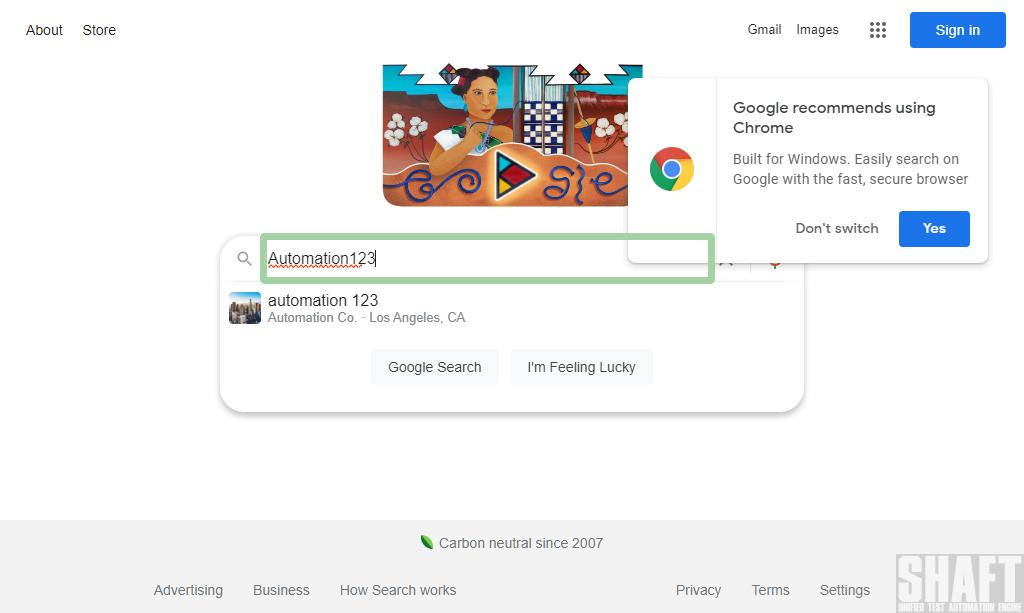 About
Store
Gmail
Images
Sign in
Google recommends using
Chrome
Built for Windows. Easily search on
Google with the fast, secure browser
Don't switch
Yes
Automation123
automation 123
Automation Co. · Los Angeles, CA
Google Search
I'm Feeling Lucky
Carbon neutral since 2007
Advertising
Business
How Search works
Privacy
Terms
Settings
SHAFT
UNIFIED TEST AUTOMATION ENGINE